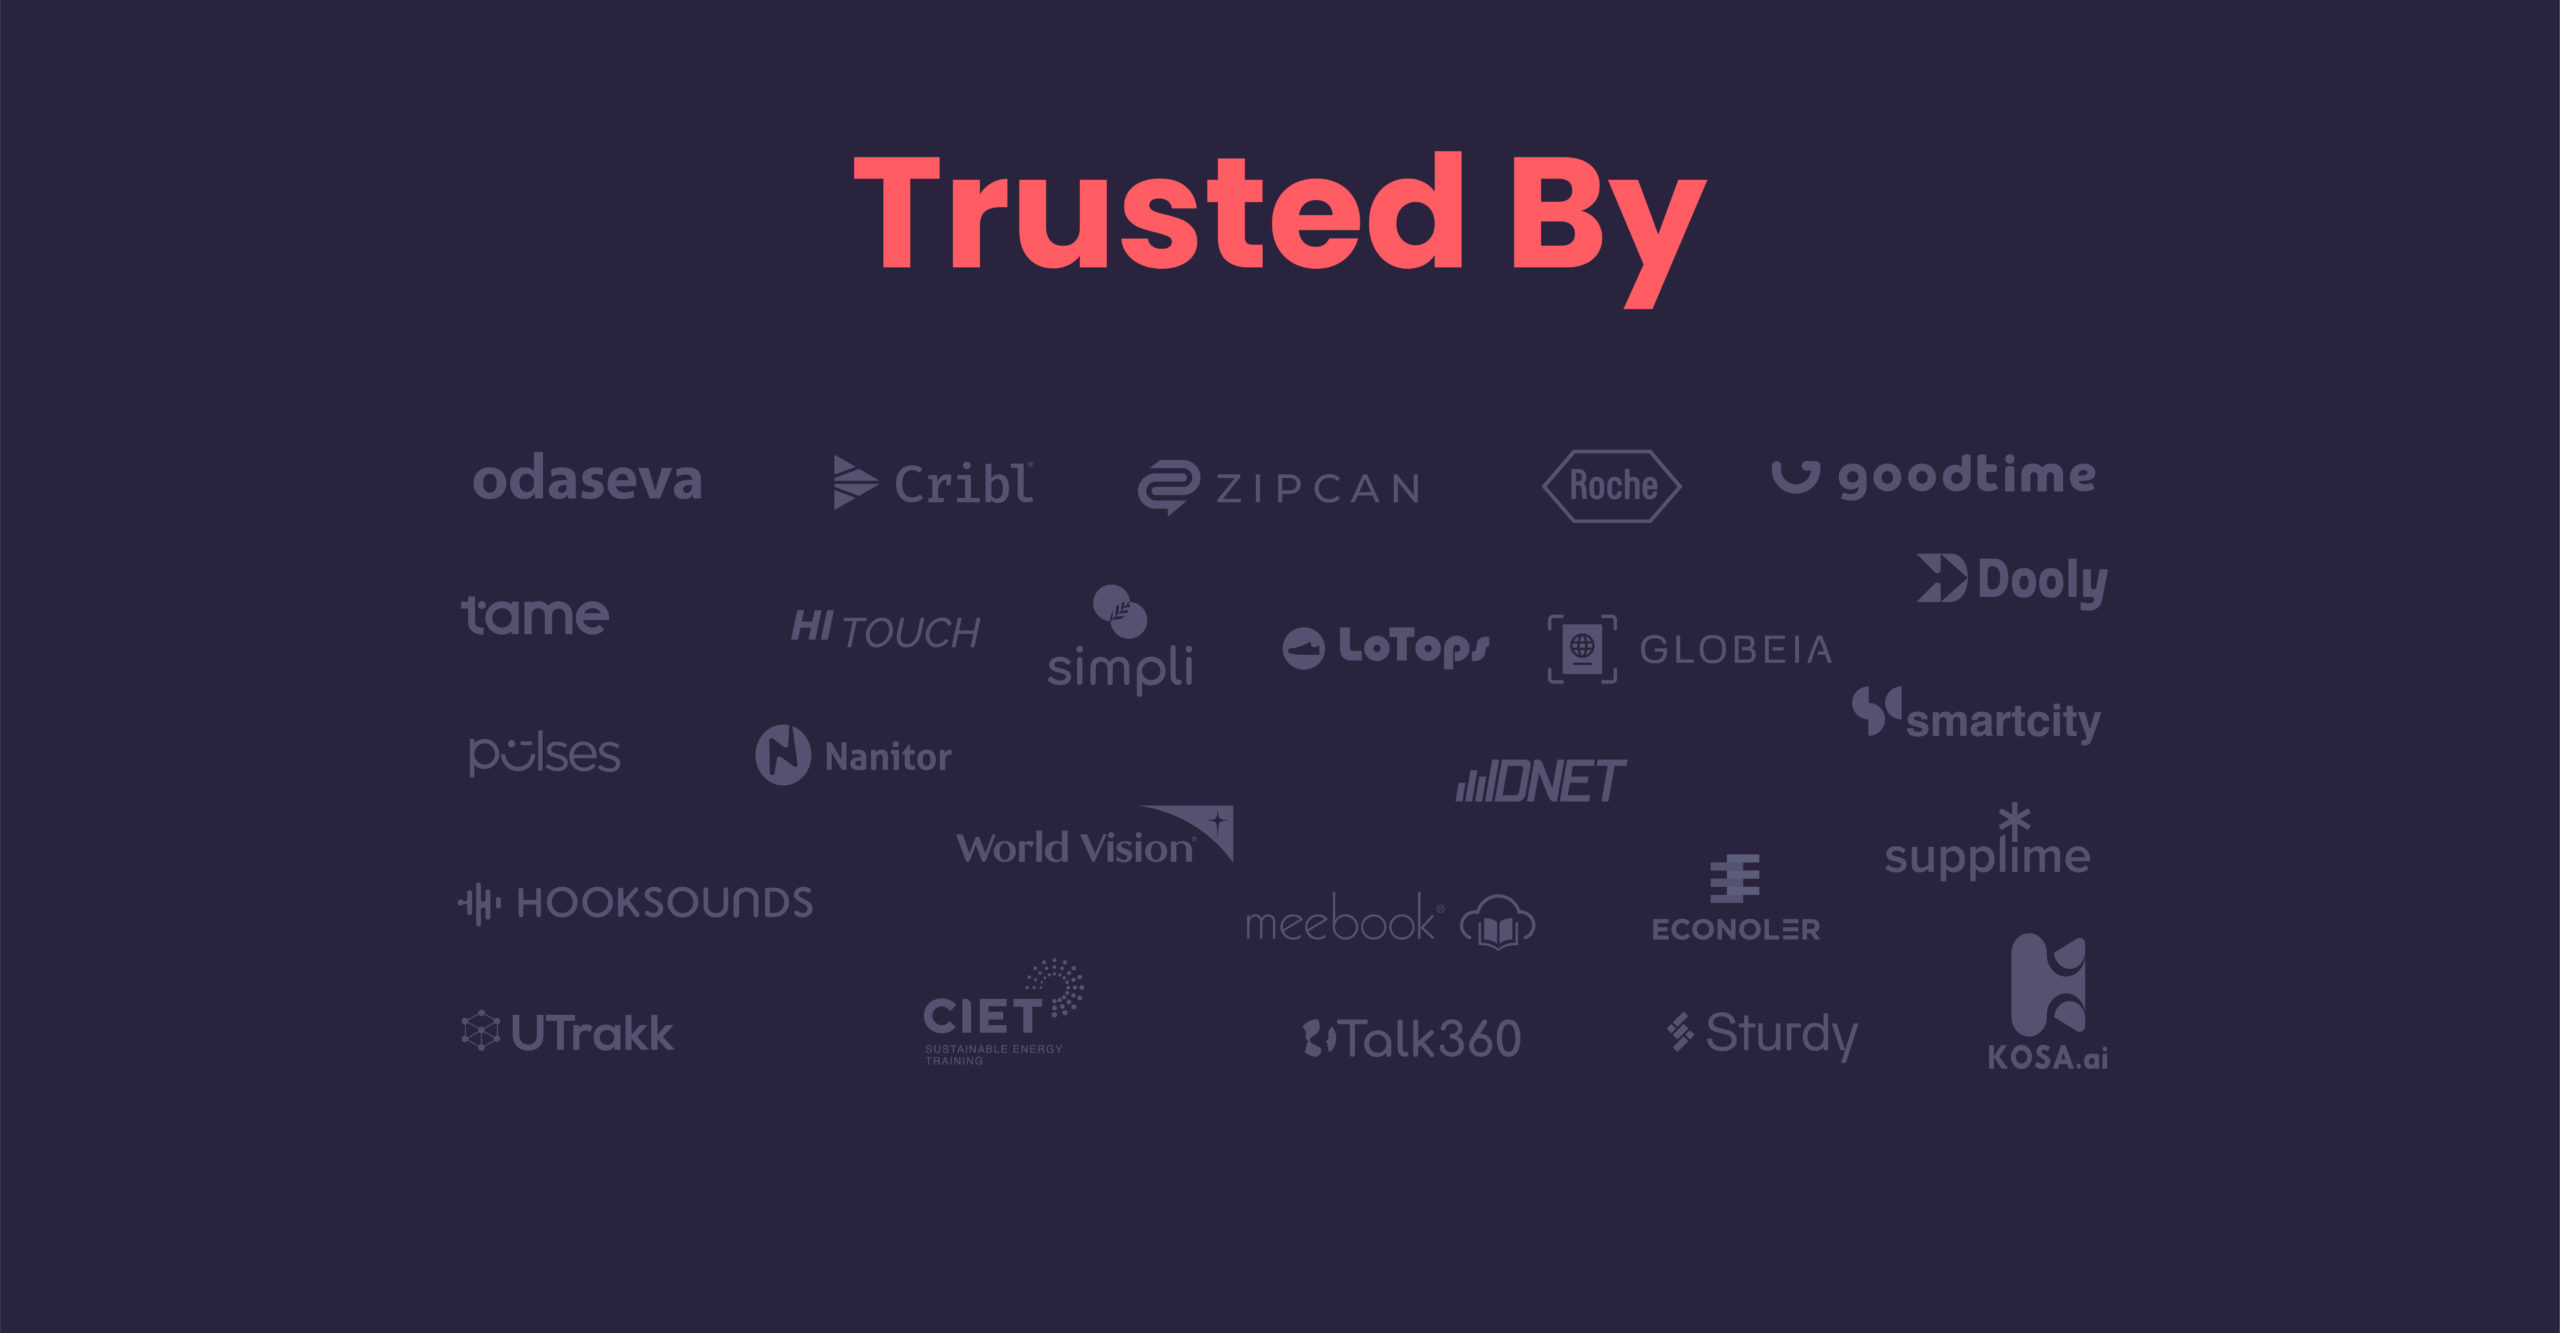 Trusted By
odaseva
Cribl
ZIPCAN
Roche
goodtime
Dooly
tame
HI TOUCH
simpli
LoTops
GLOBEIA
smartcity
pulses
Nanitor
DNET
World Vision
supplime
HOOKSOUNDS
meebook®
ECONOLER
UTrakk
CIET
SUSTAINABLE ENERGY
TRAINING
Talk360
Sturdy
KOSA.ai